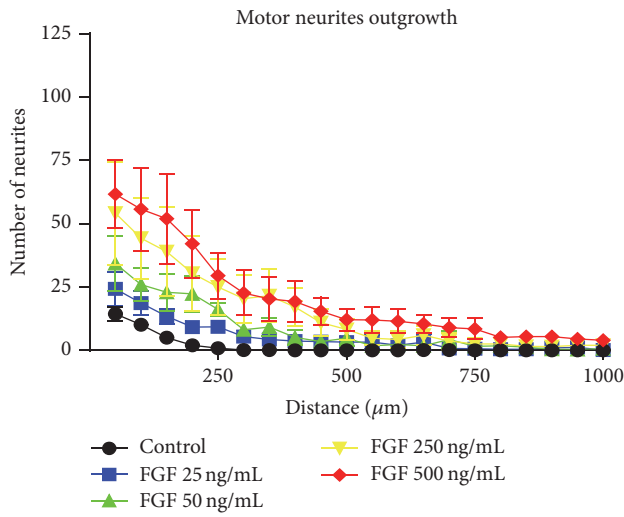 Motor neurites outgrowth
125
100
75
50
25
0
Number of neurites
250
500
750
1000
Distance (μm)
Control
FGF 25 ng/mL
FGF 50 ng/mL
FGF 250 ng/mL
FGF 500 ng/mL